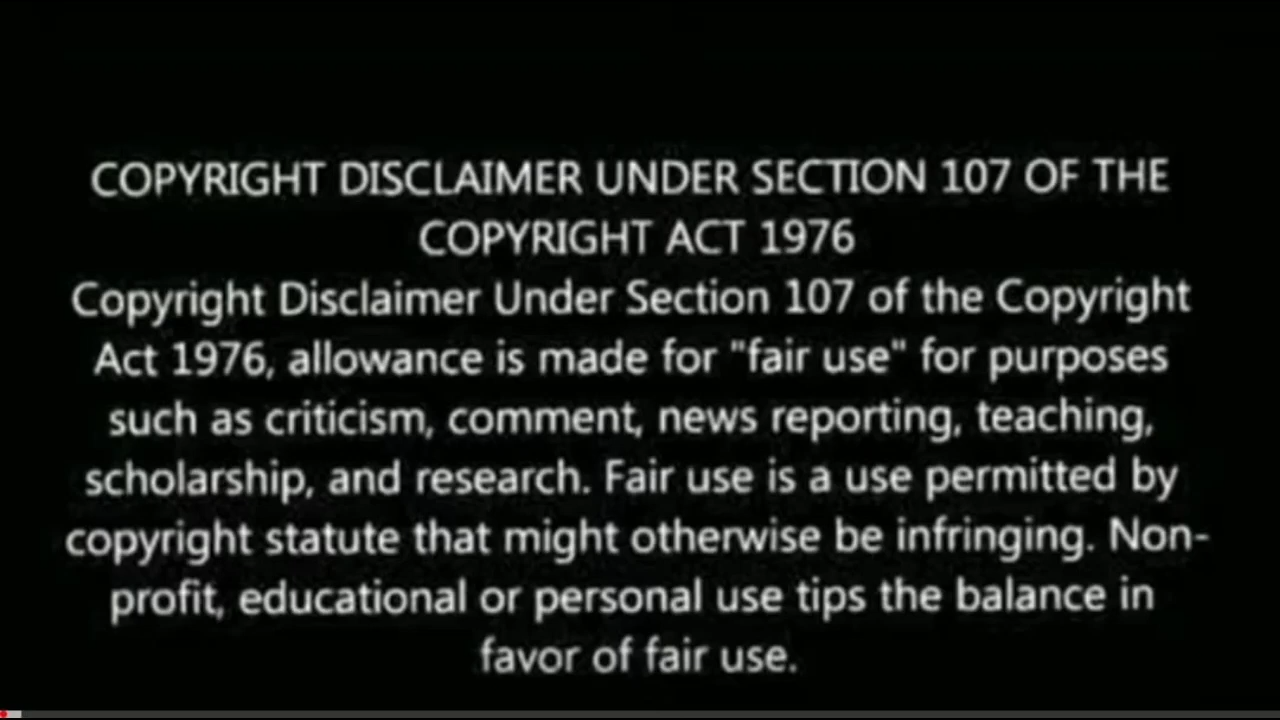 COPYRIGHT DISCLAIMER UNDER SECTION 107 OF THE
COPYRIGHT ACT 1976
Copyright Disclaimer Under Section 107 of the Copyright
Act 1976, allowance is made for "fair use" for purposes
such as criticism, comment, news reporting, teaching,
scholarship, and research. Fair use is a use permitted by
copyright statute that might otherwise be infringing. Non-
profit, educational or personal use tips the balance in
favor of fair use.